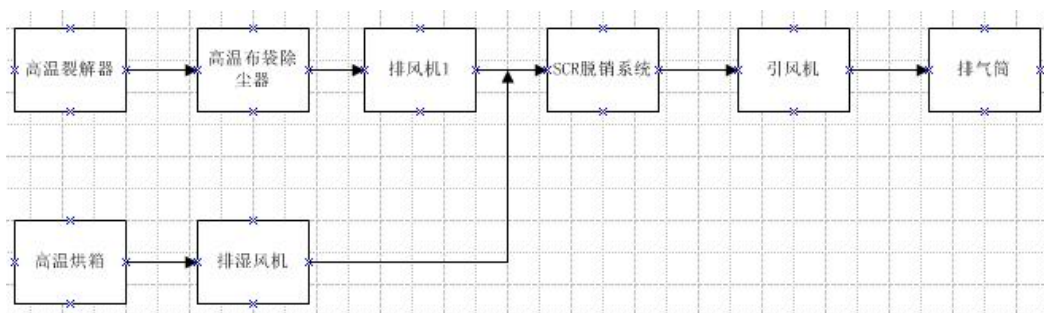 高温裂解器
高温布袋除
尘器
排风机1
SCR脱销系统
引风机
排气筒
高温烘箱
排湿风机